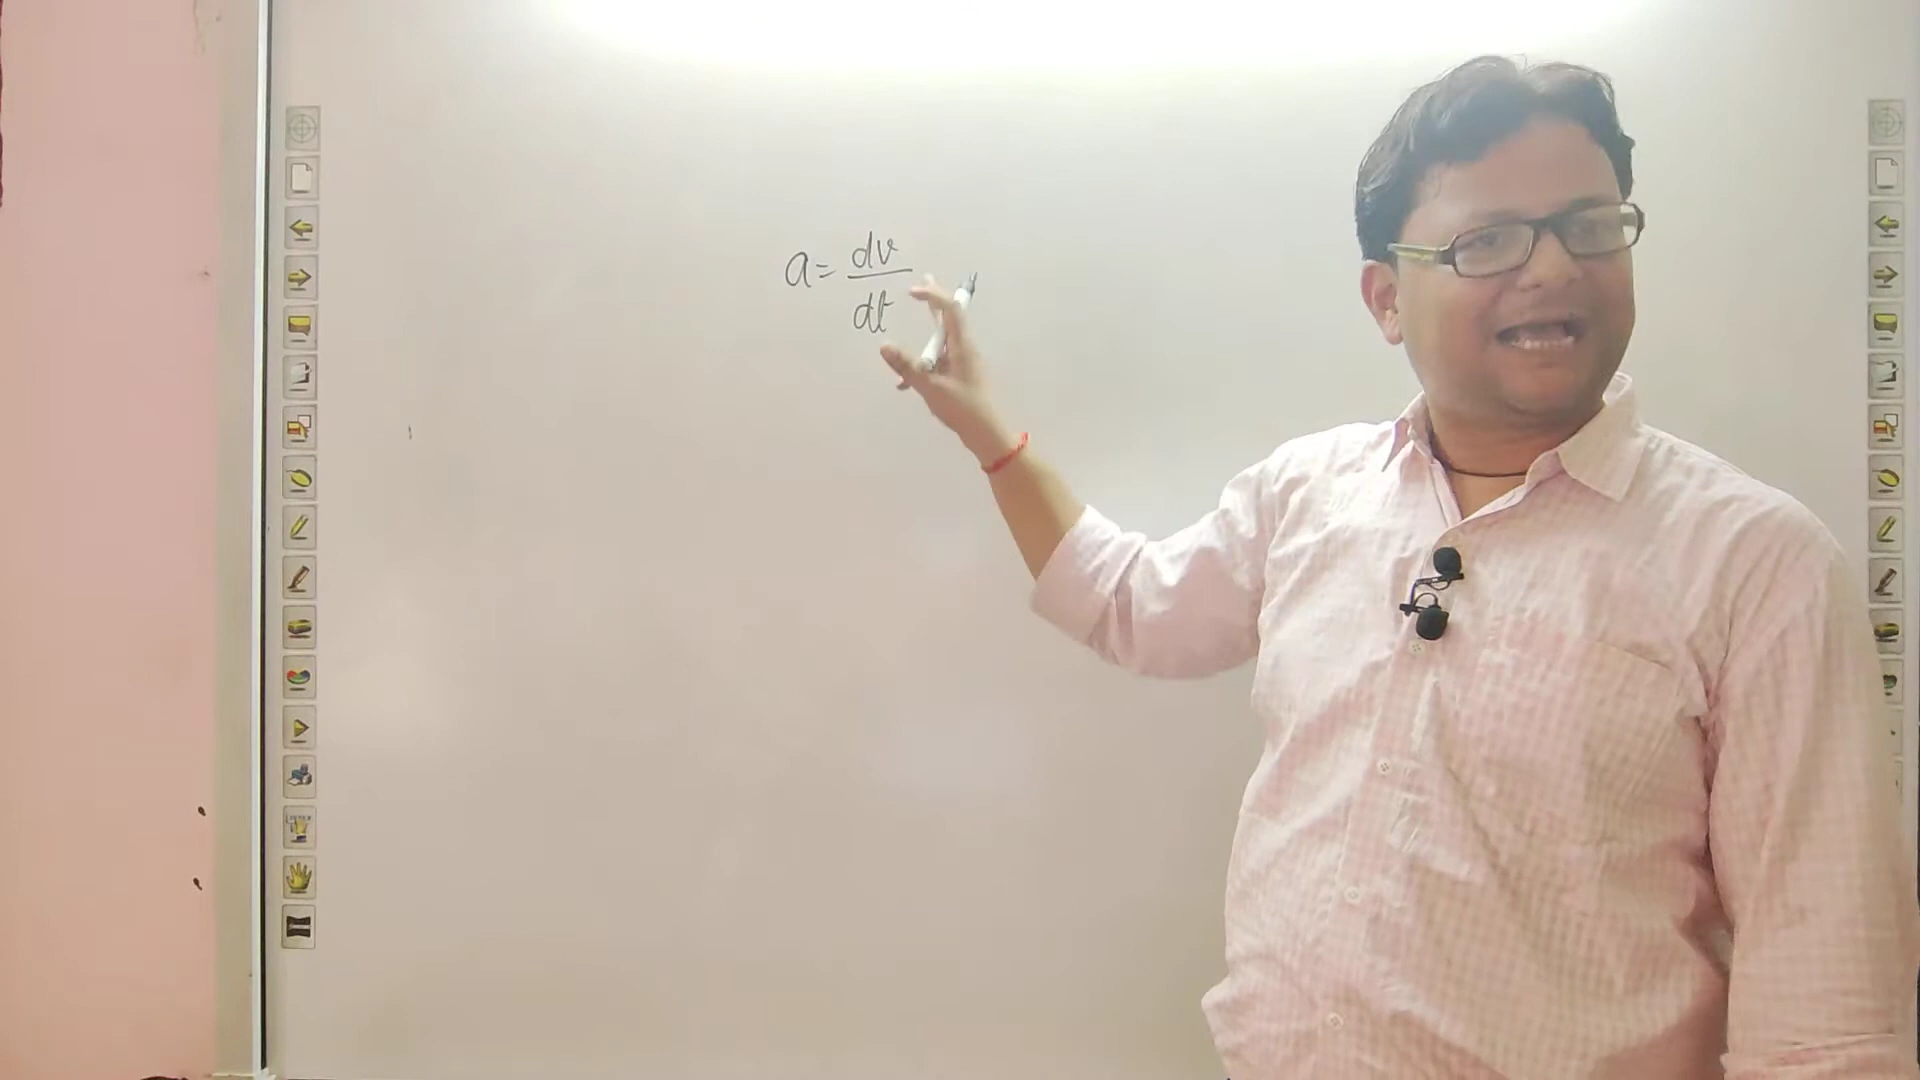 a = dv/dt